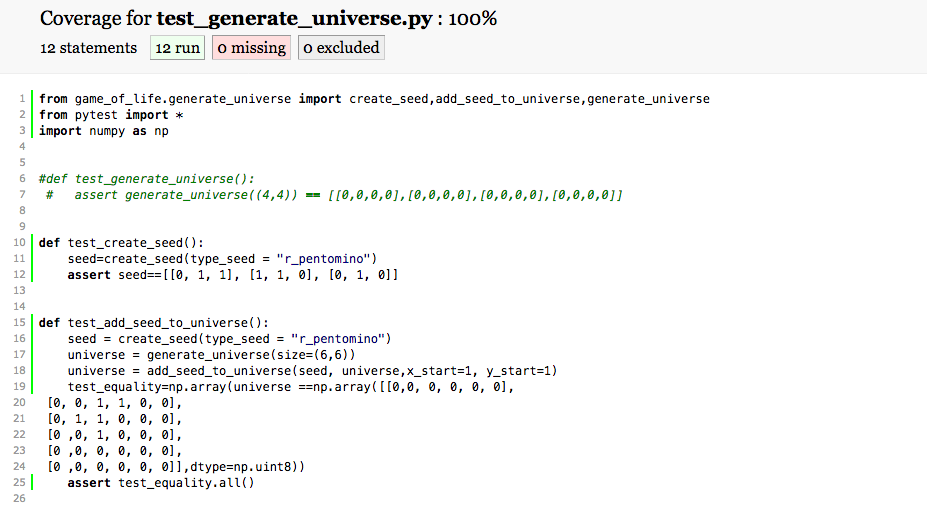 Coverage for test_generate_universe.py : 100%
12 statements 12 run 0 missing 0 excluded
1 from game_of_life.generate_universe import create_seed,add_seed_to_universe,generate_universe
2 from pytest import *
3 import numpy as np
4
5
6 #def test_generate_universe():
7  #   assert generate_universe((4,4)) == [[0,0,0,0],[0,0,0,0],[0,0,0,0],[0,0,0,0]]
8
9
10 def test_create_seed():
11     seed=create_seed(type_seed = "r_pentomino")
12     assert seed==[[0, 1, 1], [1, 1, 0], [0, 1, 0]]
13
14
15 def test_add_seed_to_universe():
16     seed = create_seed(type_seed = "r_pentomino")
17     universe = generate_universe(size=(6,6))
18     universe = add_seed_to_universe(seed, universe,x_start=1, y_start=1)
19     test_equality=np.array(universe ==np.array([[0,0, 0, 0, 0, 0],
20  [0, 0, 1, 1, 0, 0],
21  [0, 1, 1, 0, 0, 0],
22  [0 ,0, 1, 0, 0, 0],
23  [0 ,0, 0, 0, 0, 0],
24  [0 ,0, 0, 0, 0, 0]],dtype=np.uint8))
25     assert test_equality.all()
26